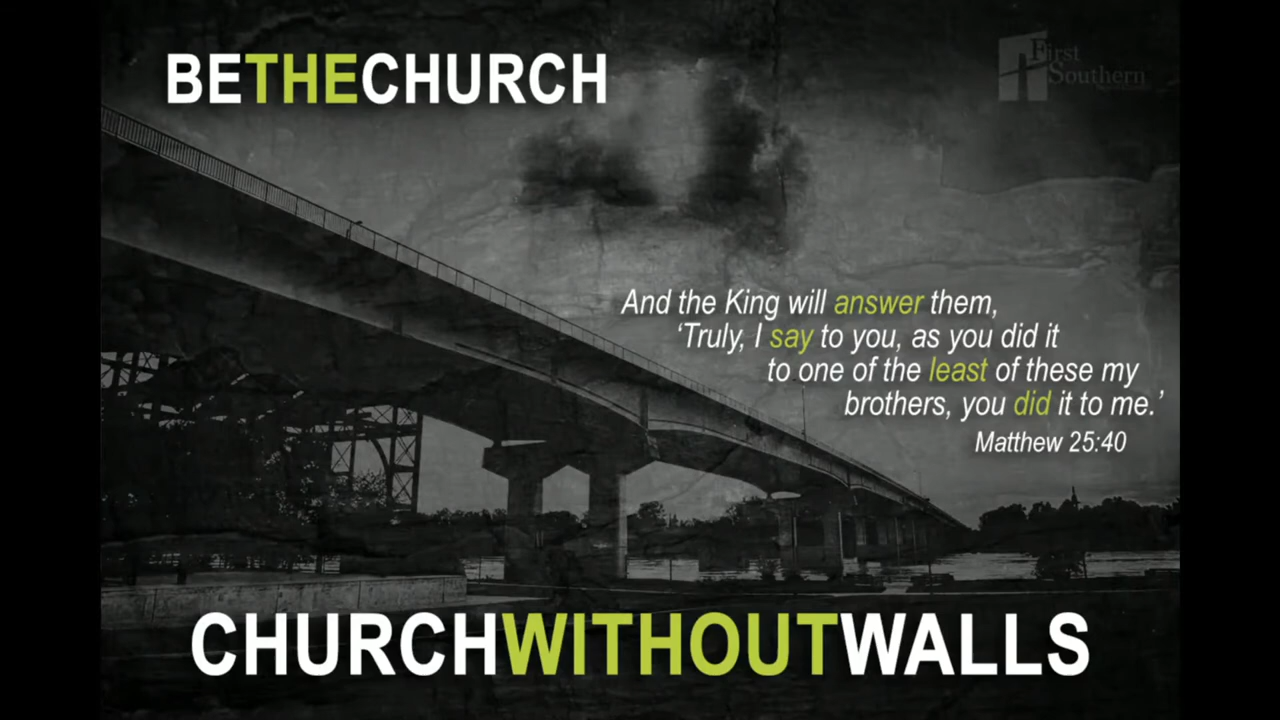 BETHECHURCH
First
Southern
And the King will answer them,
‘Truly, I say to you, as you did it
to one of the least of these my
brothers, you did it to me.’
Matthew 25:40
CHURCHWITHOUTWALLS